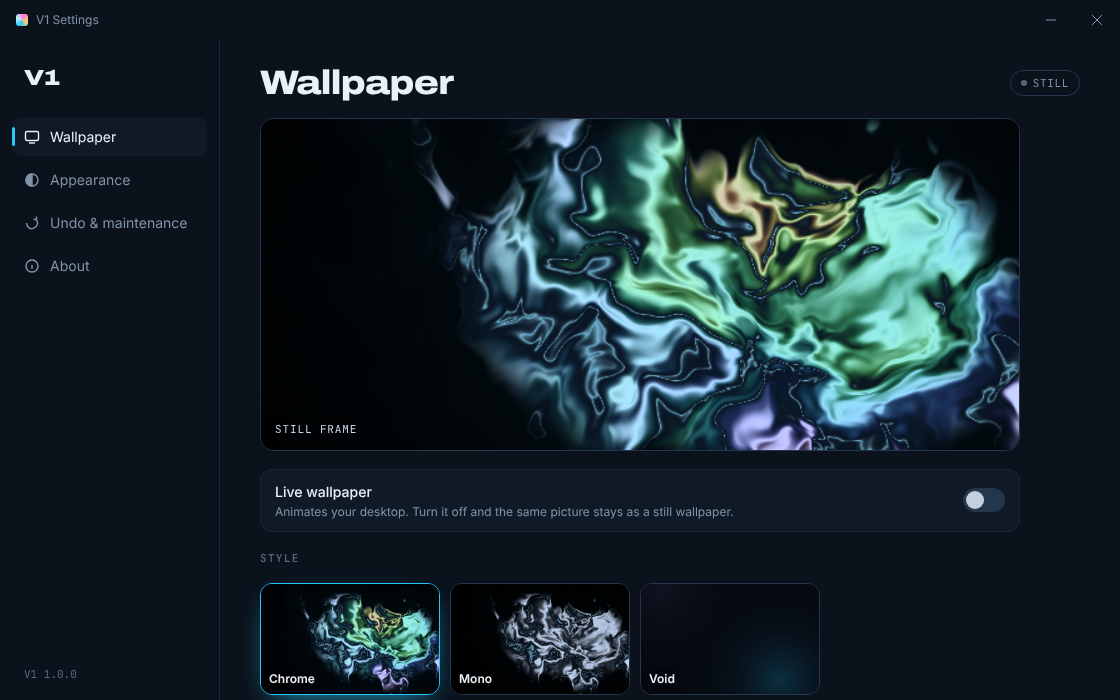 V1 Settings
V1
Wallpaper
Appearance
Undo & maintenance
About
V1 1.0.0
Wallpaper
STILL
STILL FRAME
Live wallpaper
Animates your desktop. Turn it off and the same picture stays as a still wallpaper.
STYLE
Chrome
Mono
Void